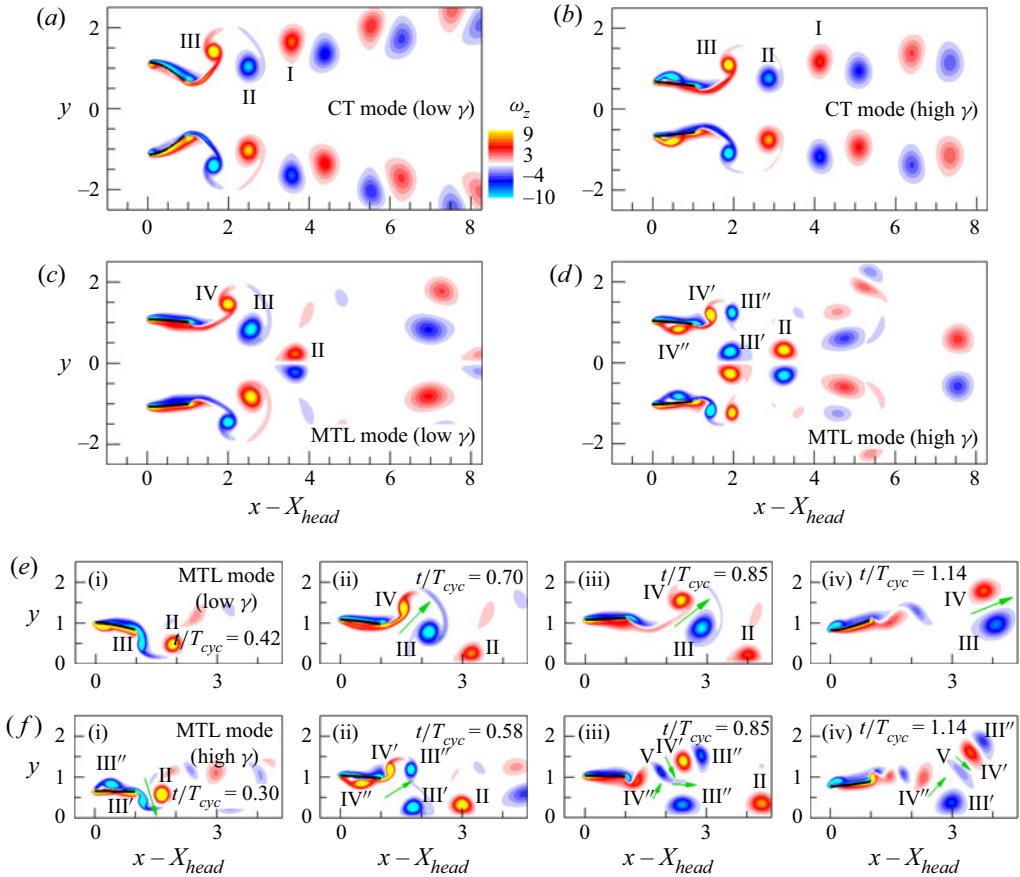 (a)
2
III
I
II
y
0
CT mode (low γ)
–2
0 2 4 6 8
ω_z
9
3
–4
–10
(b)
I
III
II
CT mode (high γ)
0 2 4 6 8
(c)
2
IV
III
II
y
0
MTL mode (low γ)
–2
0 2 4 6 8
x – X_head
(d)
IV′ III″
II
IV″ III′
MTL mode (high γ)
0 2 4 6 8
x – X_head
(e)
(i) MTL mode
(low γ)
2
y
1
II
III t/T_cyc = 0.42
0
0 3
(ii) t/T_cyc = 0.70
IV
III II
0 3
(iii) t/T_cyc = 0.85
IV
III II
0 3
(iv) t/T_cyc = 1.14
IV
III
0 3
(f)
(i) MTL mode
(high γ)
2
III″ II
y
1
III′ t/T_cyc = 0.30
0
0 3
x – X_head
(ii) t/T_cyc = 0.58
IV′ III″
IV″
III′ II
0 3
x – X_head
(iii) t/T_cyc = 0.85
IV′ III″
V
II
III″
0 3
x – X_head
(iv) t/T_cyc = 1.14
III″
V
IV′
IV″
III′
0 3
x – X_head